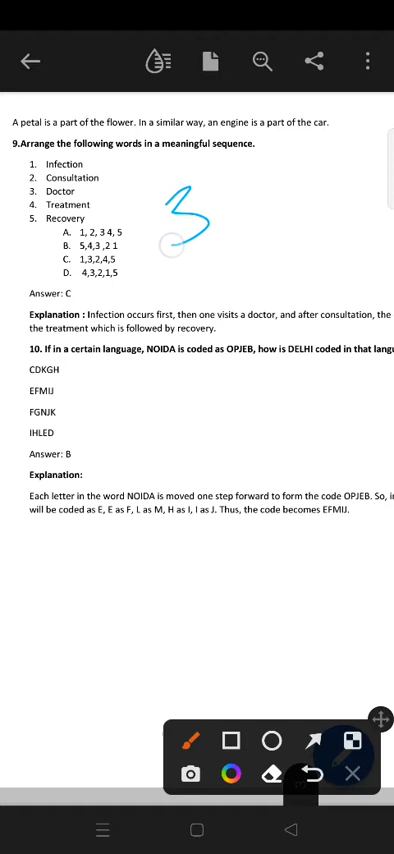 A petal is a part of the flower. In a similar way, an engine is a part of the car.
9.Arrange the following words in a meaningful sequence.
1. Infection
2. Consultation
3. Doctor
4. Treatment
5. Recovery
A. 1, 2, 3 4, 5
B. 5,4,3 ,2 1
C. 1,3,2,4,5
D. 4,3,2,1,5
3
Answer: C
Explanation : Infection occurs first, then one visits a doctor, and after consultation, the
the treatment which is followed by recovery.
10. If in a certain language, NOIDA is coded as OPJEB, how is DELHI coded in that langu
CDKGH
EFMIJ
FGNJK
IHLED
Answer: B
Explanation:
Each letter in the word NOIDA is moved one step forward to form the code OPJEB. So, i
will be coded as E, E as F, L as M, H as I, I as J. Thus, the code becomes EFMIJ.